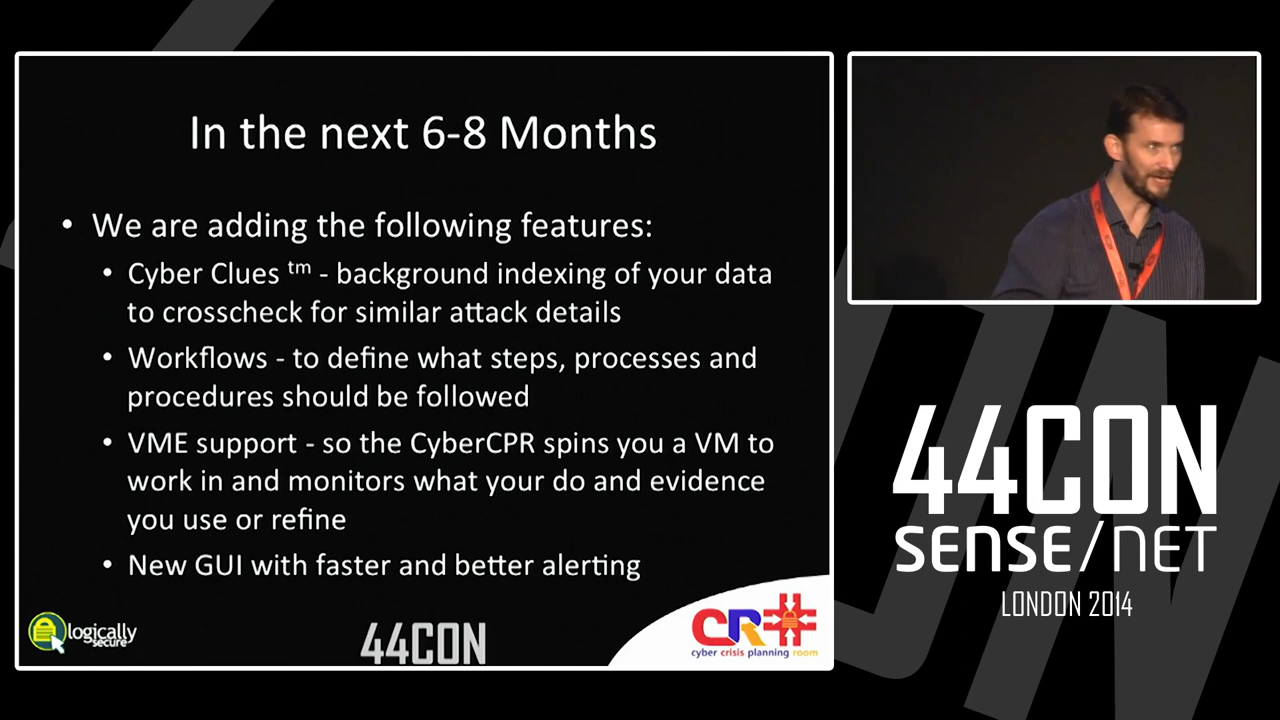 In the next 6-8 Months
• We are adding the following features:
• Cyber Clues ™ - background indexing of your data
to crosscheck for similar attack details
• Workflows - to define what steps, processes and
procedures should be followed
• VME support - so the CyberCPR spins you a VM to
work in and monitors what your do and evidence
you use or refine
• New GUI with faster and better alerting
logically
secure
44CON
CR
cyber crisis planning room
44CON
SENSE/NET
LONDON 2014